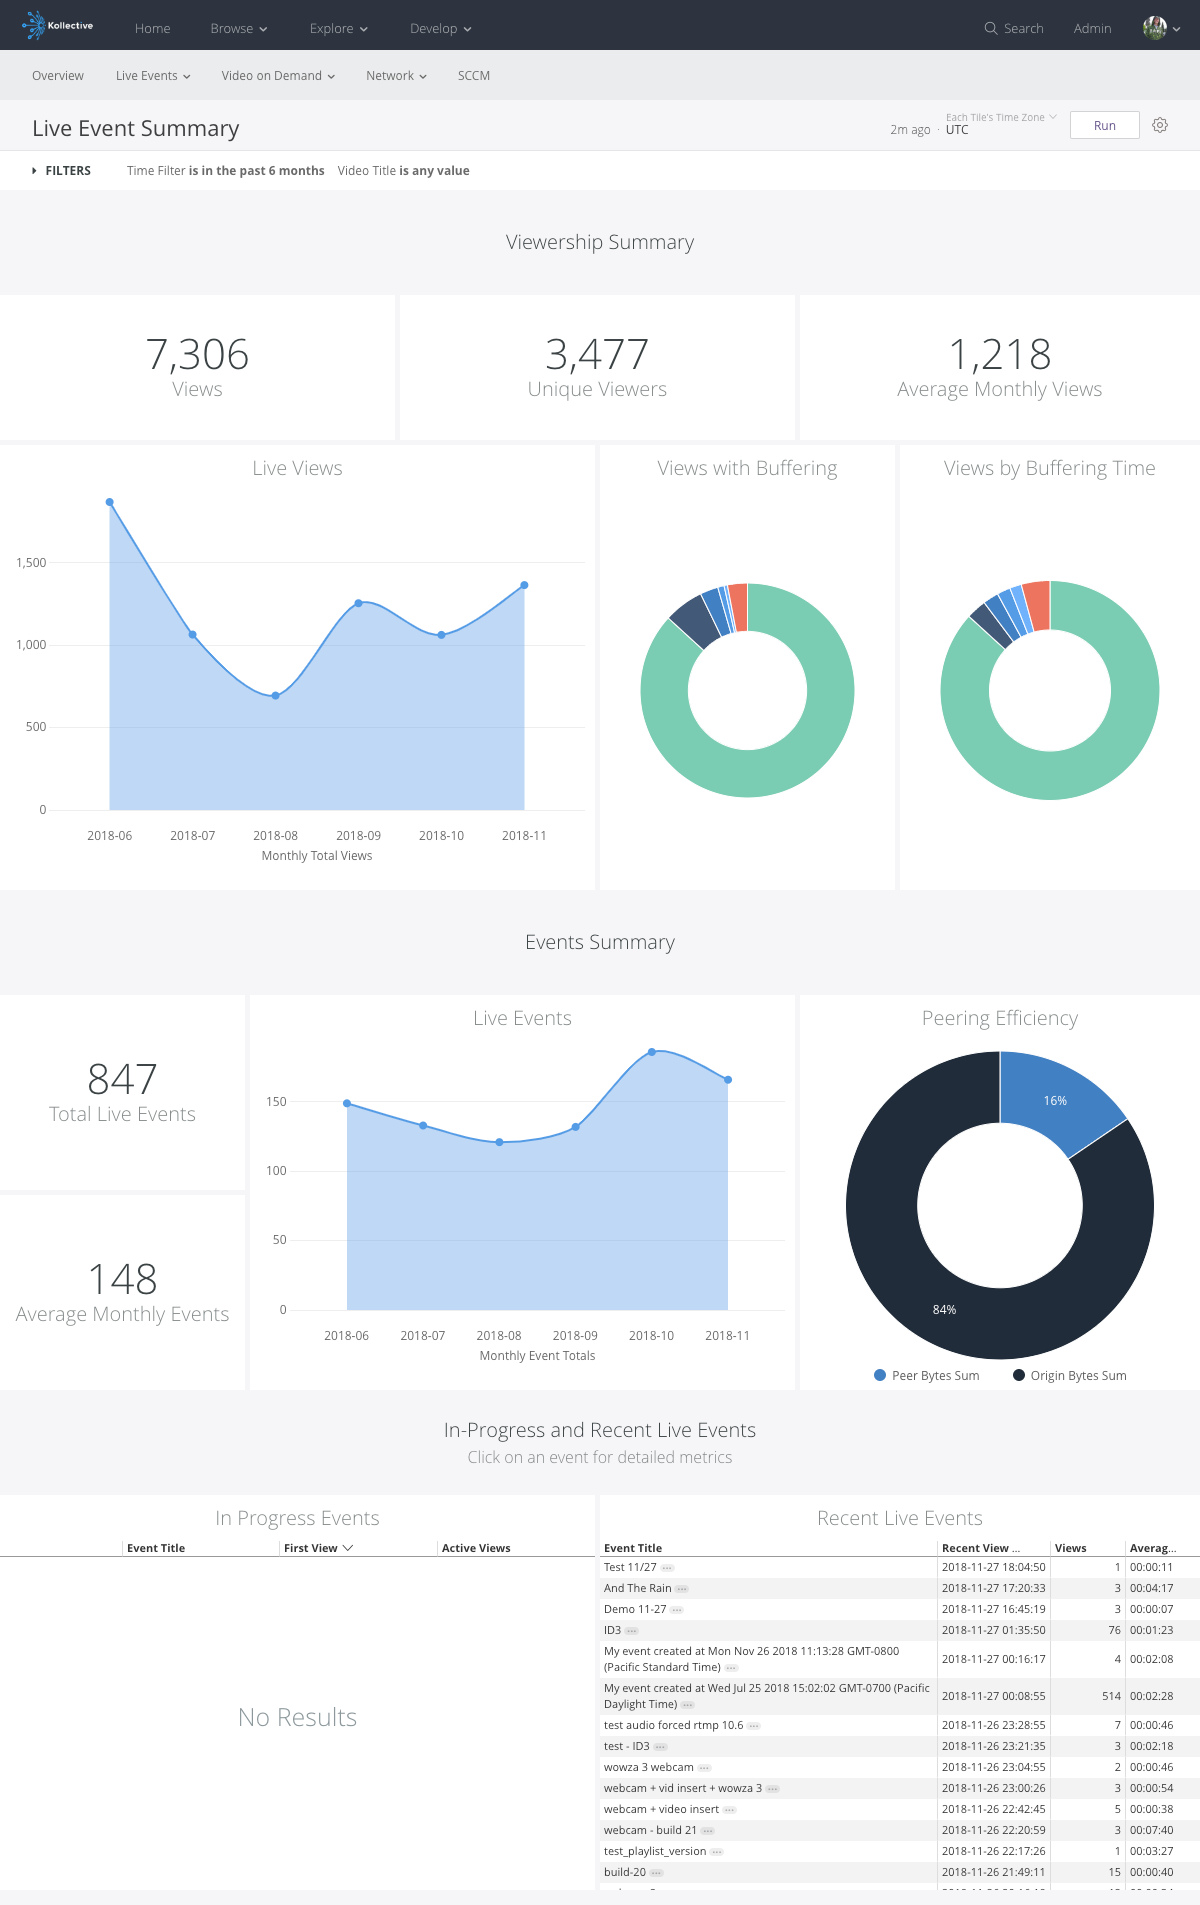 Kollective
Home Browse Explore Develop Search Admin
Overview Live Events Video on Demand Network SCCM
Live Event Summary
2m ago · Each Tile's Time Zone
UTC
Run
FILTERS Time Filter is in the past 6 months Video Title is any value
Viewership Summary
7,306
Views
3,477
Unique Viewers
1,218
Average Monthly Views
Live Views
1,500
1,000
500
0
2018-06 2018-07 2018-08 2018-09 2018-10 2018-11
Monthly Total Views
Views with Buffering
Views by Buffering Time
Events Summary
847
Total Live Events
148
Average Monthly Events
Live Events
150
100
50
0
2018-06 2018-07 2018-08 2018-09 2018-10 2018-11
Monthly Event Totals
Peering Efficiency
16%
84%
Peer Bytes Sum Origin Bytes Sum
In-Progress and Recent Live Events
Click on an event for detailed metrics
In Progress Events
Event Title First View Active Views
No Results
Recent Live Events
Event Title Recent View ... Views Averag...
Test 11/27 2018-11-27 18:04:50 1 00:00:11
And The Rain 2018-11-27 17:20:33 3 00:04:17
Demo 11-27 2018-11-27 16:45:19 3 00:00:07
ID3 2018-11-27 01:35:50 76 00:01:23
My event created at Mon Nov 26 2018 11:13:28 GMT-0800
(Pacific Standard Time) 2018-11-27 00:16:17 4 00:02:08
My event created at Wed Jul 25 2018 15:02:02 GMT-0700 (Pacific
Daylight Time) 2018-11-27 00:08:55 514 00:02:28
test audio forced rtmp 10.6 2018-11-26 23:28:55 7 00:00:46
test - ID3 2018-11-26 23:21:35 3 00:02:18
wowza 3 webcam 2018-11-26 23:04:55 2 00:00:46
webcam + vid insert + wowza 3 2018-11-26 23:00:26 3 00:00:54
webcam + video insert 2018-11-26 22:42:45 5 00:00:38
webcam - build 21 2018-11-26 22:20:59 3 00:07:40
test_playlist_version 2018-11-26 22:17:26 1 00:03:27
build-20 2018-11-26 21:49:11 15 00:00:40